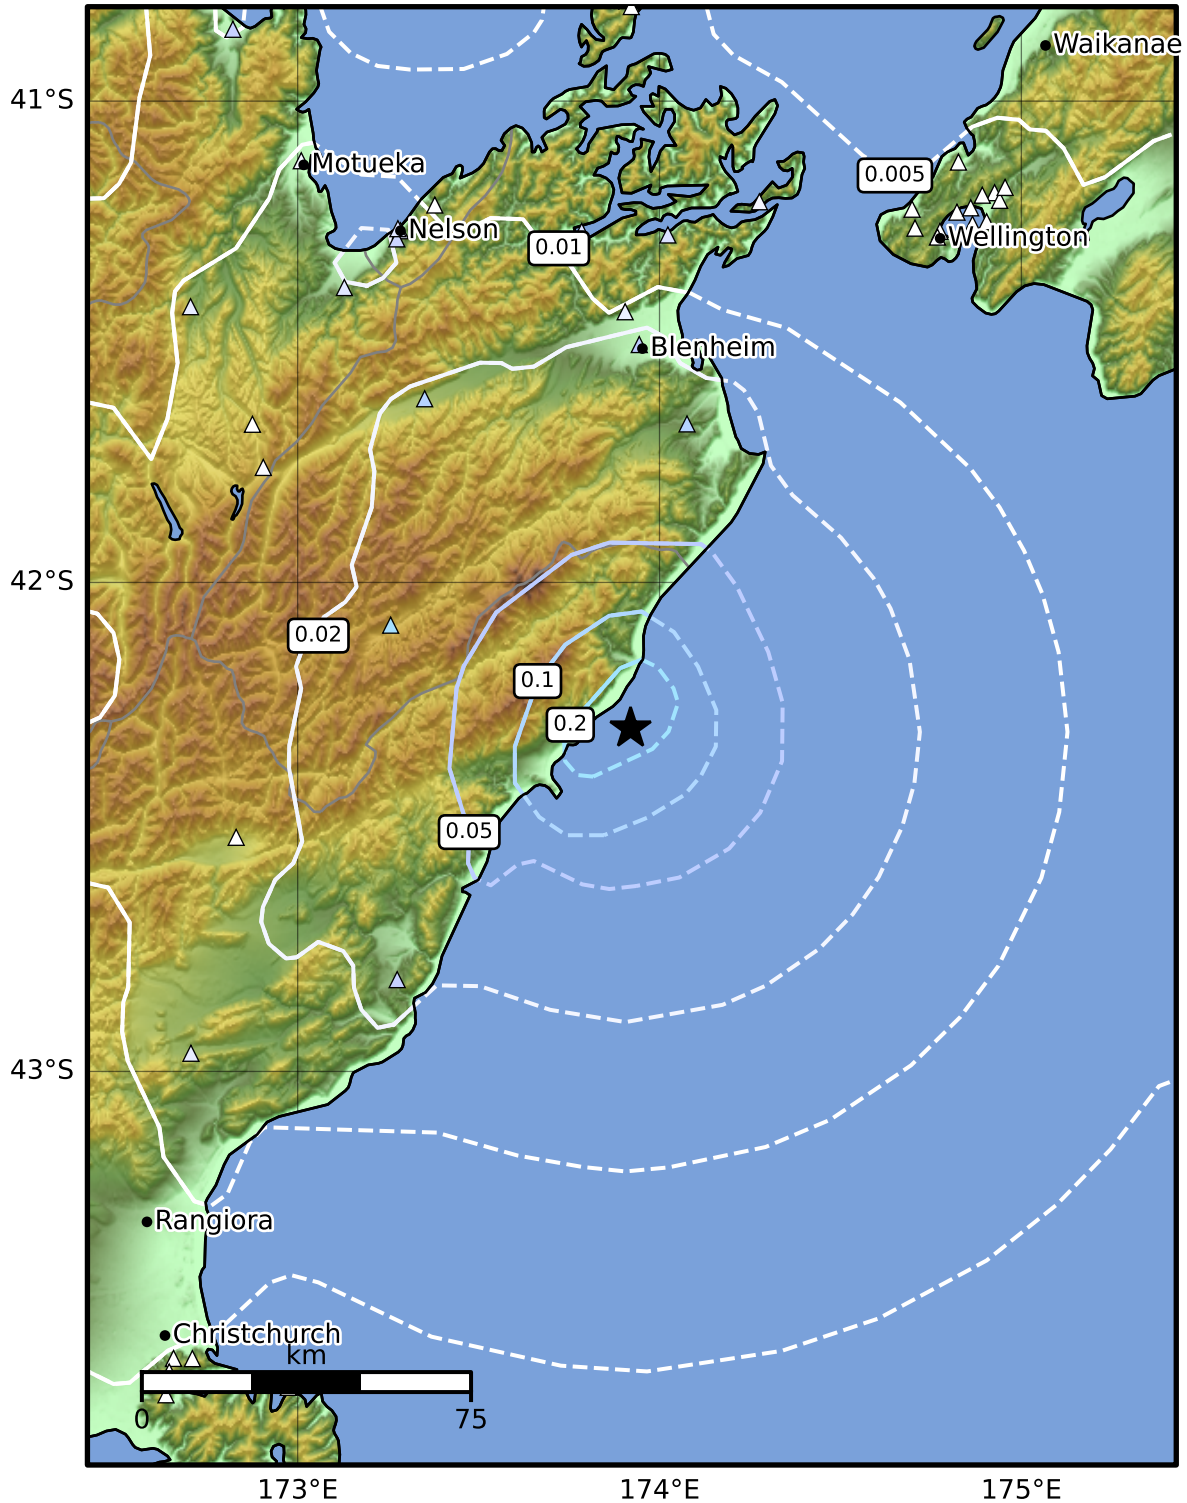 Waikanae
41°S
Motueka
0.005
Nelson
Wellington
0.01
Blenheim
42°S
0.02
0.1
0.2
0.05
43°S
Rangiora
Christchurch
km
0 75
173°E 174°E 175°E